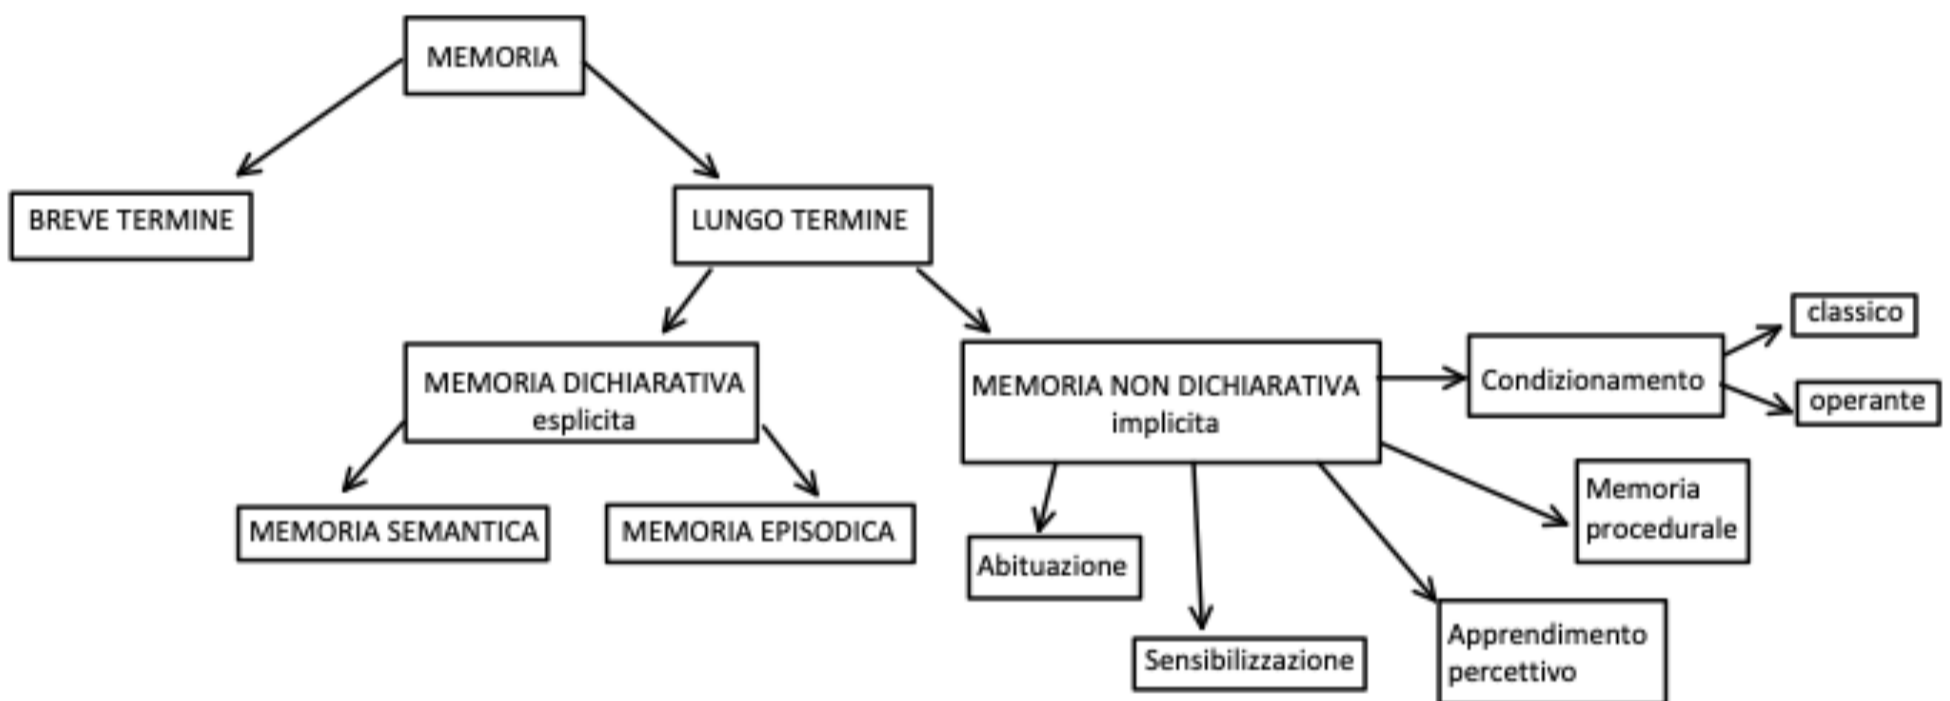 MEMORIA
BREVE TERMINE
LUNGO TERMINE
MEMORIA DICHIARATIVA
esplicita
MEMORIA NON DICHIARATIVA
implicita
Condizionamento
classico
operante
MEMORIA SEMANTICA
MEMORIA EPISODICA
Abituazione
Sensibilizzazione
Apprendimento
percettivo
Memoria
procedurale